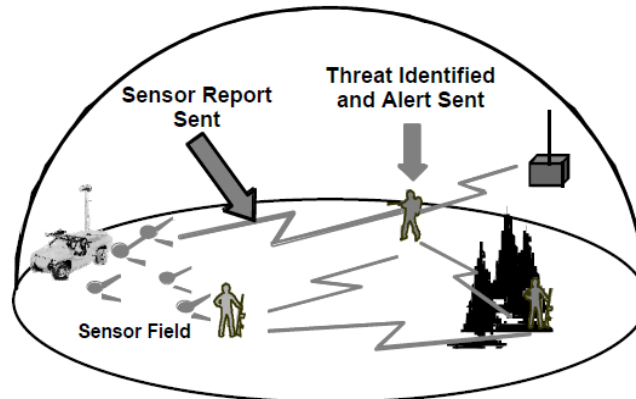 Sensor Report
Sent
Threat Identified
and Alert Sent
Sensor Field